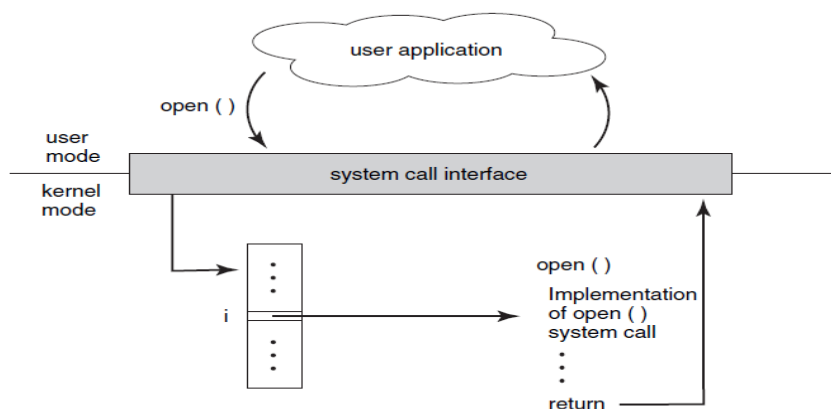 user application
open ( )
user
mode
system call interface
kernel
mode
open ( )
Implementation
of open ( )
system call
i
return